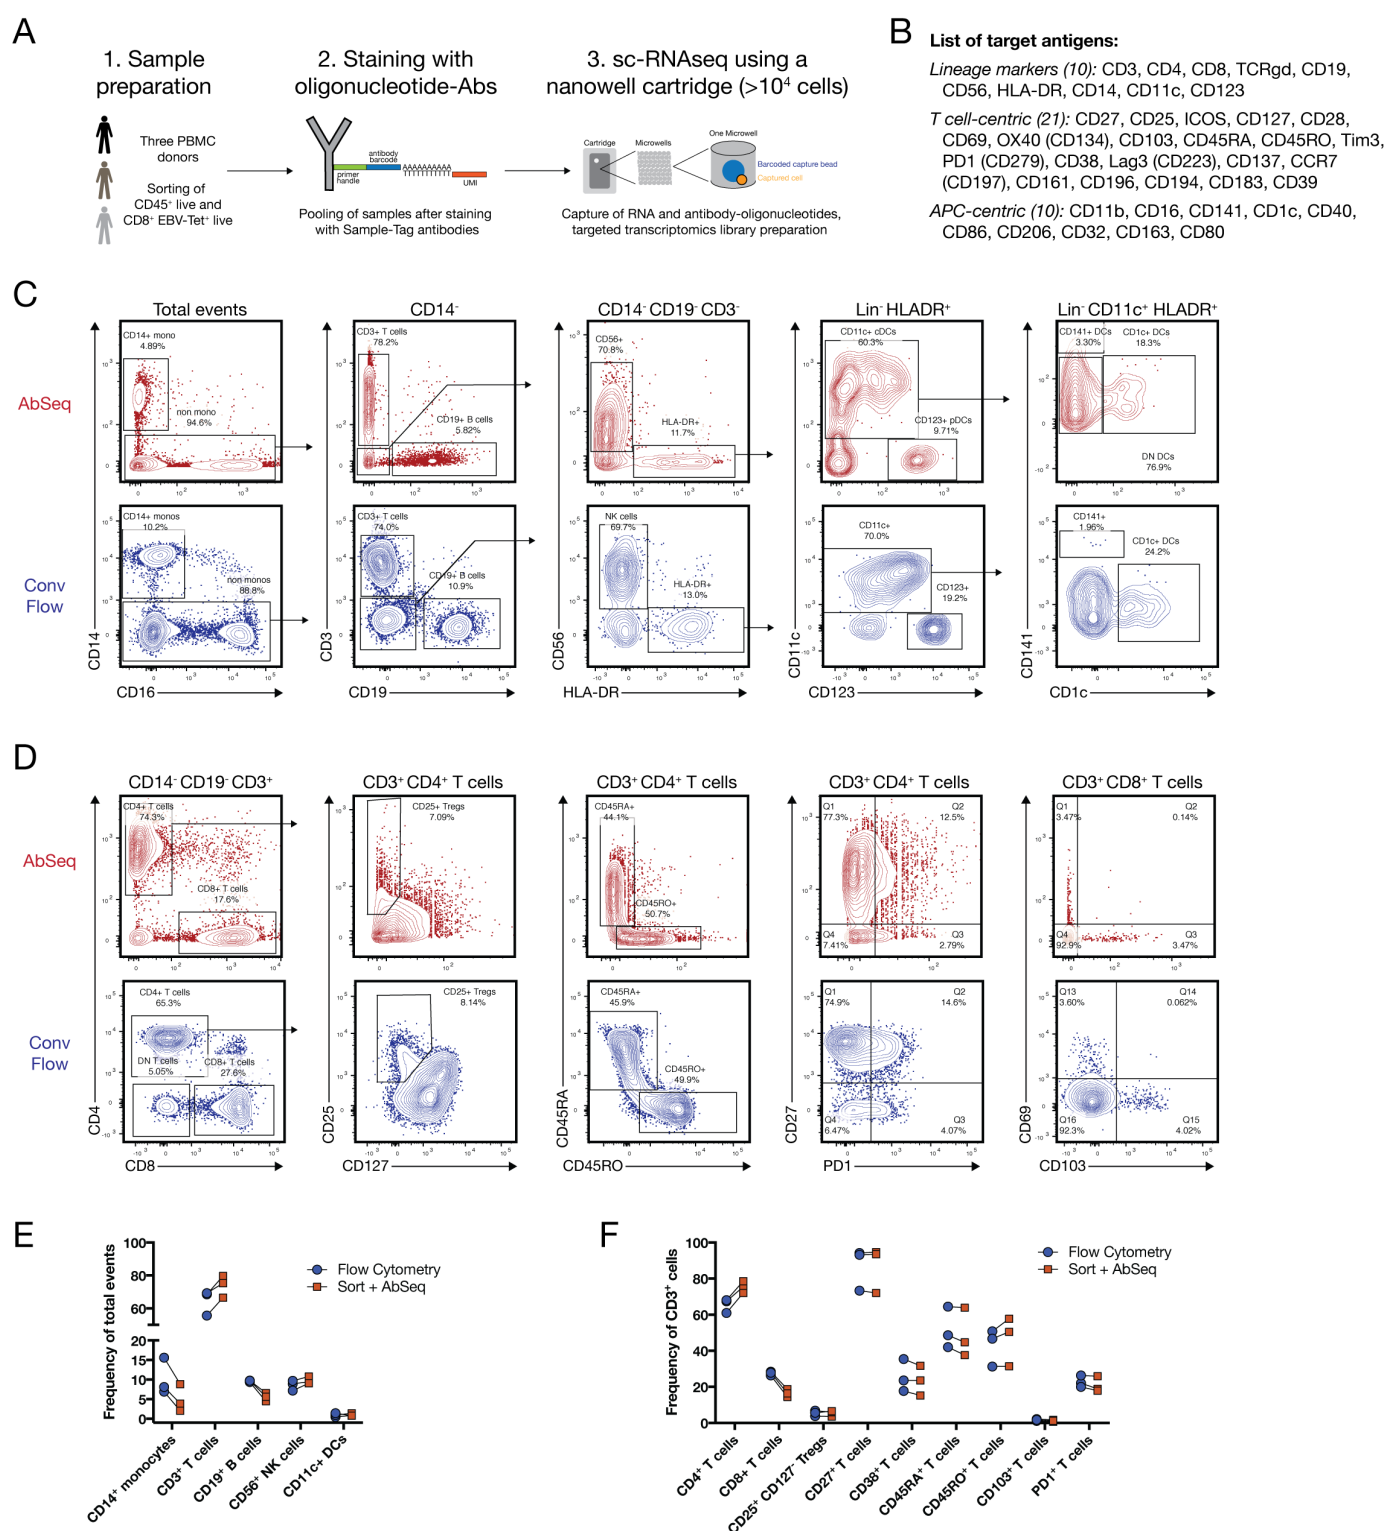 A
1. Sample
preparation
Three PBMC
donors
Sorting of
CD45⁺ live and
CD8⁺ EBV-Tet⁺ live
2. Staining with
oligonucleotide-Abs
antibody
barcode
AAAAAAAAAAA
TTTTTTTTTTT
primer
handle
UMI
Pooling of samples after staining
with Sample-Tag antibodies
3. sc-RNAseq using a
nanowell cartridge (>10⁴ cells)
Cartridge
Microwells
One Microwell
Barcoded capture bead
Captured cell
Capture of RNA and antibody-oligonucleotides,
targeted transcriptomics library preparation
B
List of target antigens:
Lineage markers (10): CD3, CD4, CD8, TCRgd, CD19,
CD56, HLA-DR, CD14, CD11c, CD123
T cell-centric (21): CD27, CD25, ICOS, CD127, CD28,
CD69, OX40 (CD134), CD103, CD45RA, CD45RO, Tim3,
PD1 (CD279), CD38, Lag3 (CD223), CD137, CCR7
(CD197), CD161, CD196, CD194, CD183, CD39
APC-centric (10): CD11b, CD16, CD141, CD1c, CD40,
CD86, CD206, CD32, CD163, CD80
C
Total events
CD14⁻
CD14⁻ CD19⁻ CD3⁻
Lin⁻ HLADR⁺
Lin⁻ CD11c⁺ HLADR⁺
AbSeq
CD14+ mono
4.89%
non mono
94.6%
CD3+ T cells
78.2%
CD19+ B cells
5.82%
CD56+
70.8%
HLA-DR+
11.7%
CD11c+ cDCs
60.3%
CD123+ pDCs
9.71%
CD141+ DCs
3.30%
CD1c+ DCs
18.3%
DN DCs
76.9%
Conv
Flow
CD14+ monos
10.2%
non monos
88.8%
CD3+ T cells
74.0%
CD19+ B cells
10.9%
NK cells
69.7%
HLA-DR+
13.0%
CD11c+
70.0%
CD123+
19.2%
CD141+
1.96%
CD1c+ DCs
24.2%
CD14
CD16
CD3
CD19
CD56
HLA-DR
CD11c
CD123
CD141
CD1c
D
CD14⁻ CD19⁻ CD3⁺
CD3⁺ CD4⁺ T cells
CD3⁺ CD4⁺ T cells
CD3⁺ CD4⁺ T cells
CD3⁺ CD8⁺ T cells
AbSeq
CD4+ T cells
74.3%
CD8+ T cells
17.6%
CD25+ Tregs
7.09%
CD45RA+
44.1%
CD45RO+
50.7%
Q1
77.3%
Q2
12.5%
Q4
7.41%
Q3
2.79%
Q1
3.47%
Q2
0.14%
Q4
92.9%
Q3
3.47%
Conv
Flow
CD4+ T cells
65.3%
DN T cells
5.05%
CD8+ T cells
27.6%
CD25+ Tregs
8.14%
CD45RA+
45.9%
CD45RO+
49.9%
Q1
74.9%
Q2
14.6%
Q4
6.47%
Q3
4.07%
Q13
3.60%
Q14
0.062%
Q16
92.3%
Q15
4.02%
CD4
CD8
CD25
CD127
CD45RA
CD45RO
CD27
PD1
CD69
CD103
E
Frequency of total events
100
80
60
20
15
10
5
0
Flow Cytometry
Sort + AbSeq
CD14⁺ monocytes
CD3⁺ T cells
CD19⁺ B cells
CD56⁺ NK cells
CD11c+ DCs
F
Frequency of CD3⁺ cells
100
80
60
40
20
0
Flow Cytometry
Sort + AbSeq
CD4⁺ T cells
CD8+ T cells
CD25⁺ CD127⁻ Tregs
CD27⁺ T cells
CD38⁺ T cells
CD45RA⁺ T cells
CD45RO⁺ T cells
CD103⁺ T cells
PD1⁺ T cells